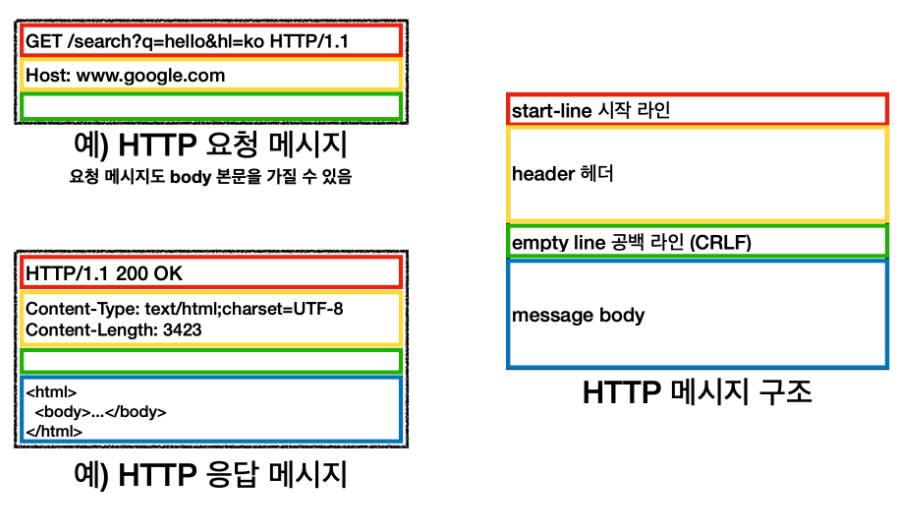 GET /search?q=hello&hl=ko HTTP/1.1
Host: www.google.com
예) HTTP 요청 메시지
요청 메시지도 body 본문을 가질 수 있음
HTTP/1.1 200 OK
Content-Type: text/html;charset=UTF-8
Content-Length: 3423
<html>
<body>...</body>
</html>
예) HTTP 응답 메시지
start-line 시작 라인
header 헤더
empty line 공백 라인 (CRLF)
message body
HTTP 메시지 구조